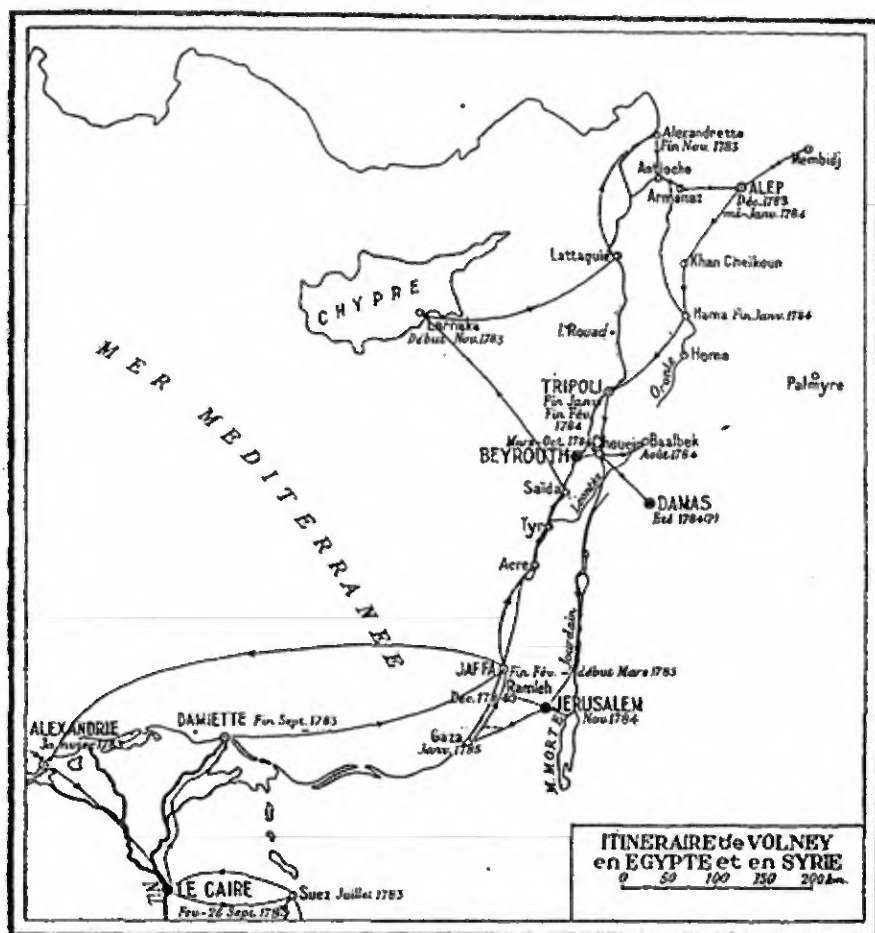 Alexandrette
Fin Nov. 1783
Membidj
Antioche
Armanaz
ALEP
Déc. 1783
mi-Janv. 1784
Lattaquie
Khan Cheikoun
CHYPRE
Larnaka
Début Nov. 1783
I. Rouad
Hama Fin Janv. 1784
Homs
Oronte
Palmyre
TRIPOLI
Fin Janv.
Fin Fév.
1784
MER MEDITERRANEE
Mars-Oct. 1784
Baalbek
Août 1784
BEYROUTH
Saïda
DAMAS
Eté 1784(?)
Tyr
Acre
Jourdain
JAFFA
Fin Fév. - début Mars 1785
Ramleh
JERUSALEM
Nov. 1784
Gaza
Janv. 1785
M. MORTE
ALEXANDRIE
DAMIETTE Fin Sept. 1783
Nil
LE CAIRE
Suez Juillet 1783
ITINERAIRE de VOLNEY
en EGYPTE et en SYRIE
0 50 100 150 200 km.